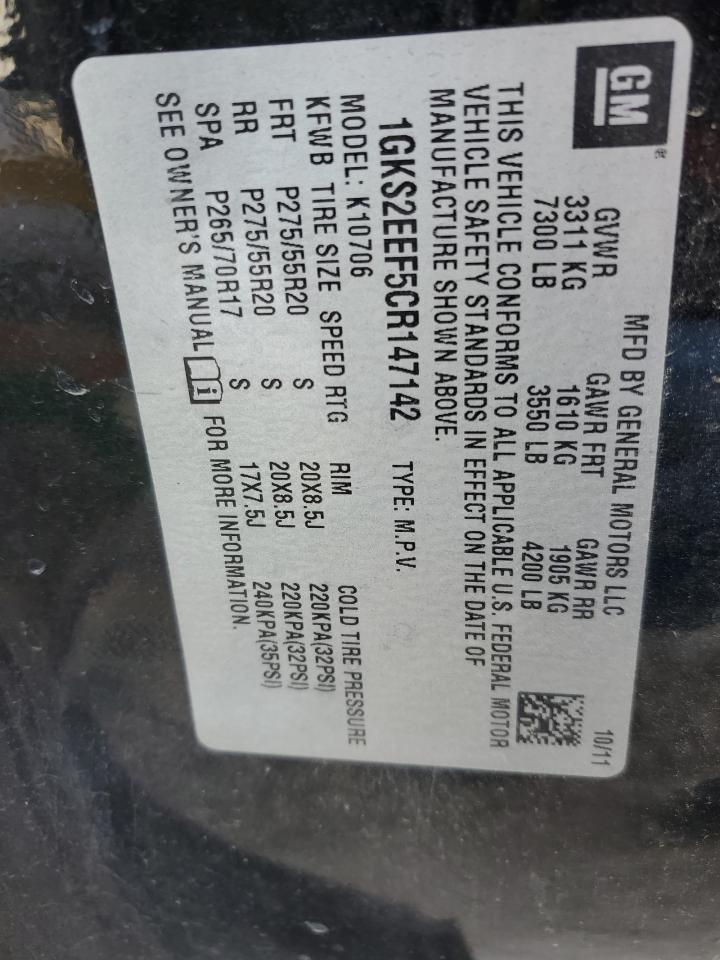 GM
MFD BY GENERAL MOTORS LLC 10/11
GVWR GAWR FRT GAWR RR
3311 KG 1610 KG 1905 KG
7300 LB 3550 LB 4200 LB
THIS VEHICLE CONFORMS TO ALL APPLICABLE U.S. FEDERAL MOTOR
VEHICLE SAFETY STANDARDS IN EFFECT ON THE DATE OF
MANUFACTURE SHOWN ABOVE.
1GKS2EEF5CR147142 TYPE: M.P.V.
MODEL: K10706
KFWB TIRE SIZE SPEED RTG RIM COLD TIRE PRESSURE
FRT P275/55R20 S 20X8.5J 220KPA(32PSI)
RR P275/55R20 S 20X8.5J 220KPA(32PSI)
SPA P265/70R17 S 17X7.5J 240KPA(35PSI)
SEE OWNER'S MANUAL i FOR MORE INFORMATION.